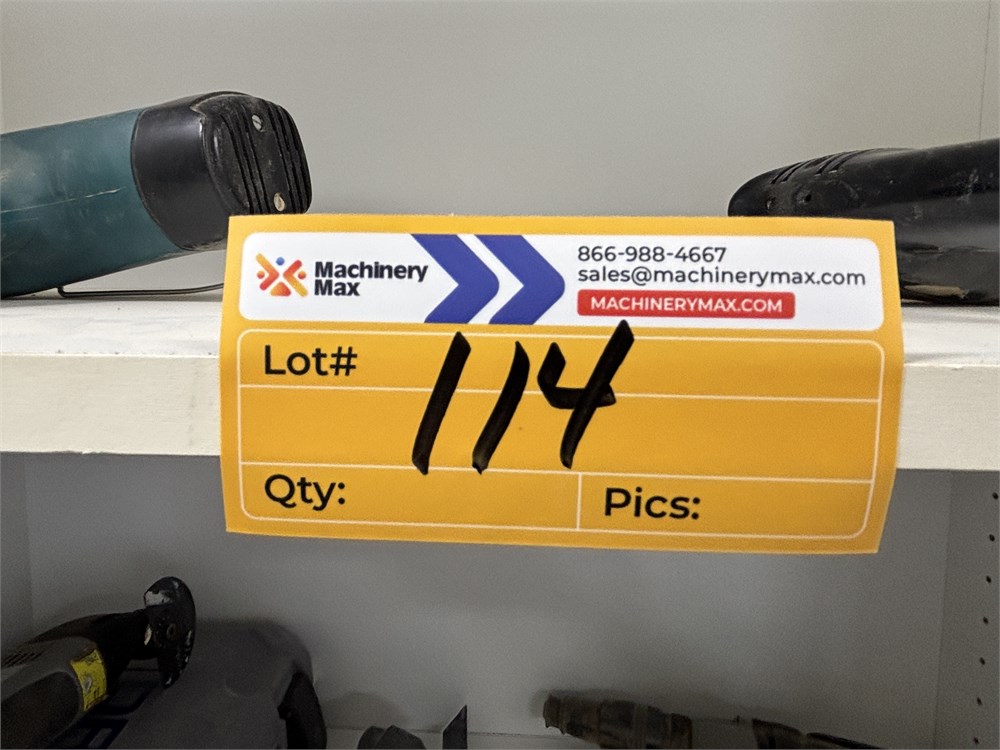 Machinery
Max
866-988-4667
sales@machinerymax.com
MACHINERYMAX.COM
Lot# 114
Qty:
Pics: